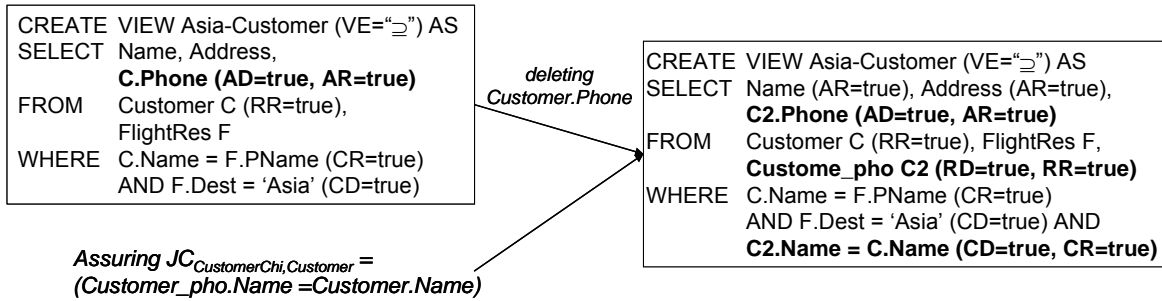 CREATE VIEW Asia-Customer (VE="⊇") AS
SELECT Name, Address,
C.Phone (AD=true, AR=true)
FROM Customer C (RR=true),
FlightRes F
WHERE C.Name = F.PName (CR=true)
AND F.Dest = 'Asia' (CD=true)
deleting
Customer.Phone
Assuring JC CustomerChi,Customer =
(Customer_pho.Name =Customer.Name)
CREATE VIEW Asia-Customer (VE="⊇") AS
SELECT Name (AR=true), Address (AR=true),
C2.Phone (AD=true, AR=true)
FROM Customer C (RR=true), FlightRes F,
Custome_pho C2 (RD=true, RR=true)
WHERE C.Name = F.PName (CR=true)
AND F.Dest = 'Asia' (CD=true) AND
C2.Name = C.Name (CD=true, CR=true)